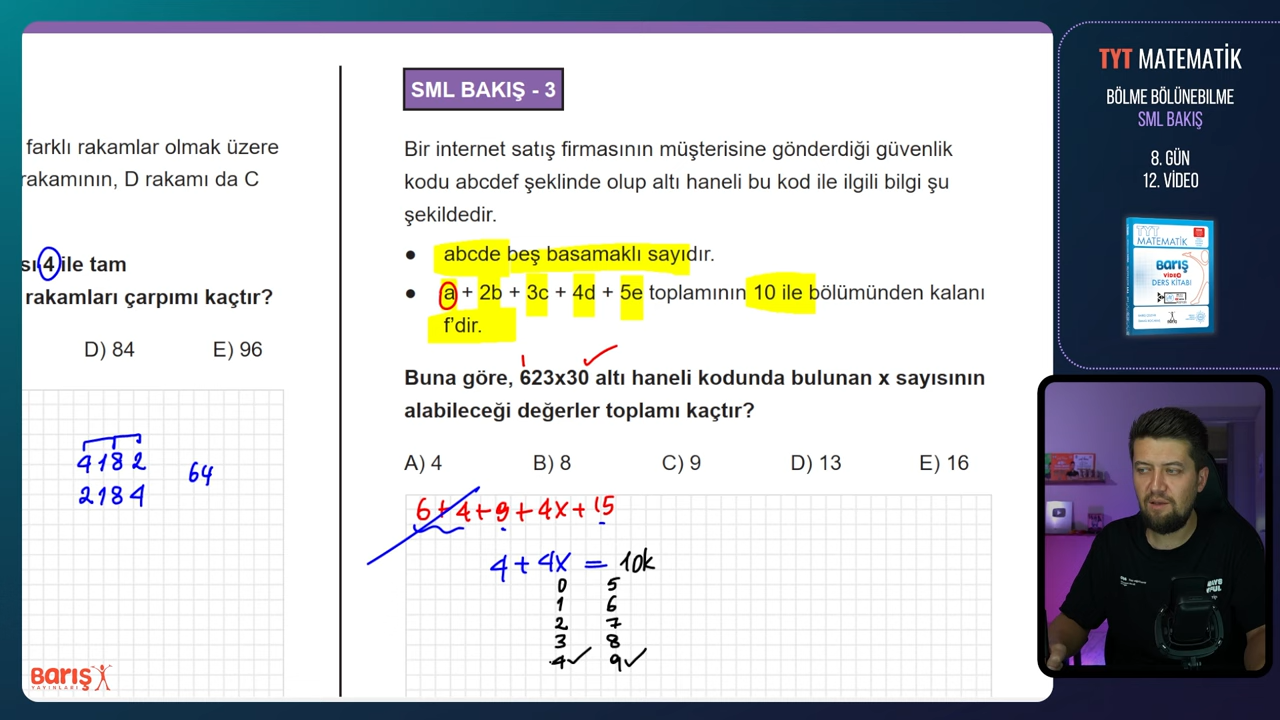 farklı rakamlar olmak üzere
rakamının, D rakamı da C
sı 4 ile tam
rakamları çarpımı kaçtır?
D) 84 E) 96
4182
2184
64
BARIŞ
YAYINLARI
SML BAKIŞ - 3
Bir internet satış firmasının müşterisine gönderdiği güvenlik
kodu abcdef şeklinde olup altı haneli bu kod ile ilgili bilgi şu
şekildedir.
● abcde beş basamaklı sayıdır.
● a + 2b + 3c + 4d + 5e toplamının 10 ile bölümünden kalanı
f'dir.
Buna göre, 623x30 altı haneli kodunda bulunan x sayısının
alabileceği değerler toplamı kaçtır?
A) 4 B) 8 C) 9 D) 13 E) 16
6 + 4 + 9 + 4x + 15
4 + 4x = 10k
0 5
1 6
2 7
3 8
4 ✓ 9 ✓
TYT MATEMATİK
BÖLME BÖLÜNEBILME
SML BAKIŞ
8. GÜN
12. VİDEO
TYT
MATEMATİK
BARIŞ
VİDEO
DERS KİTABI